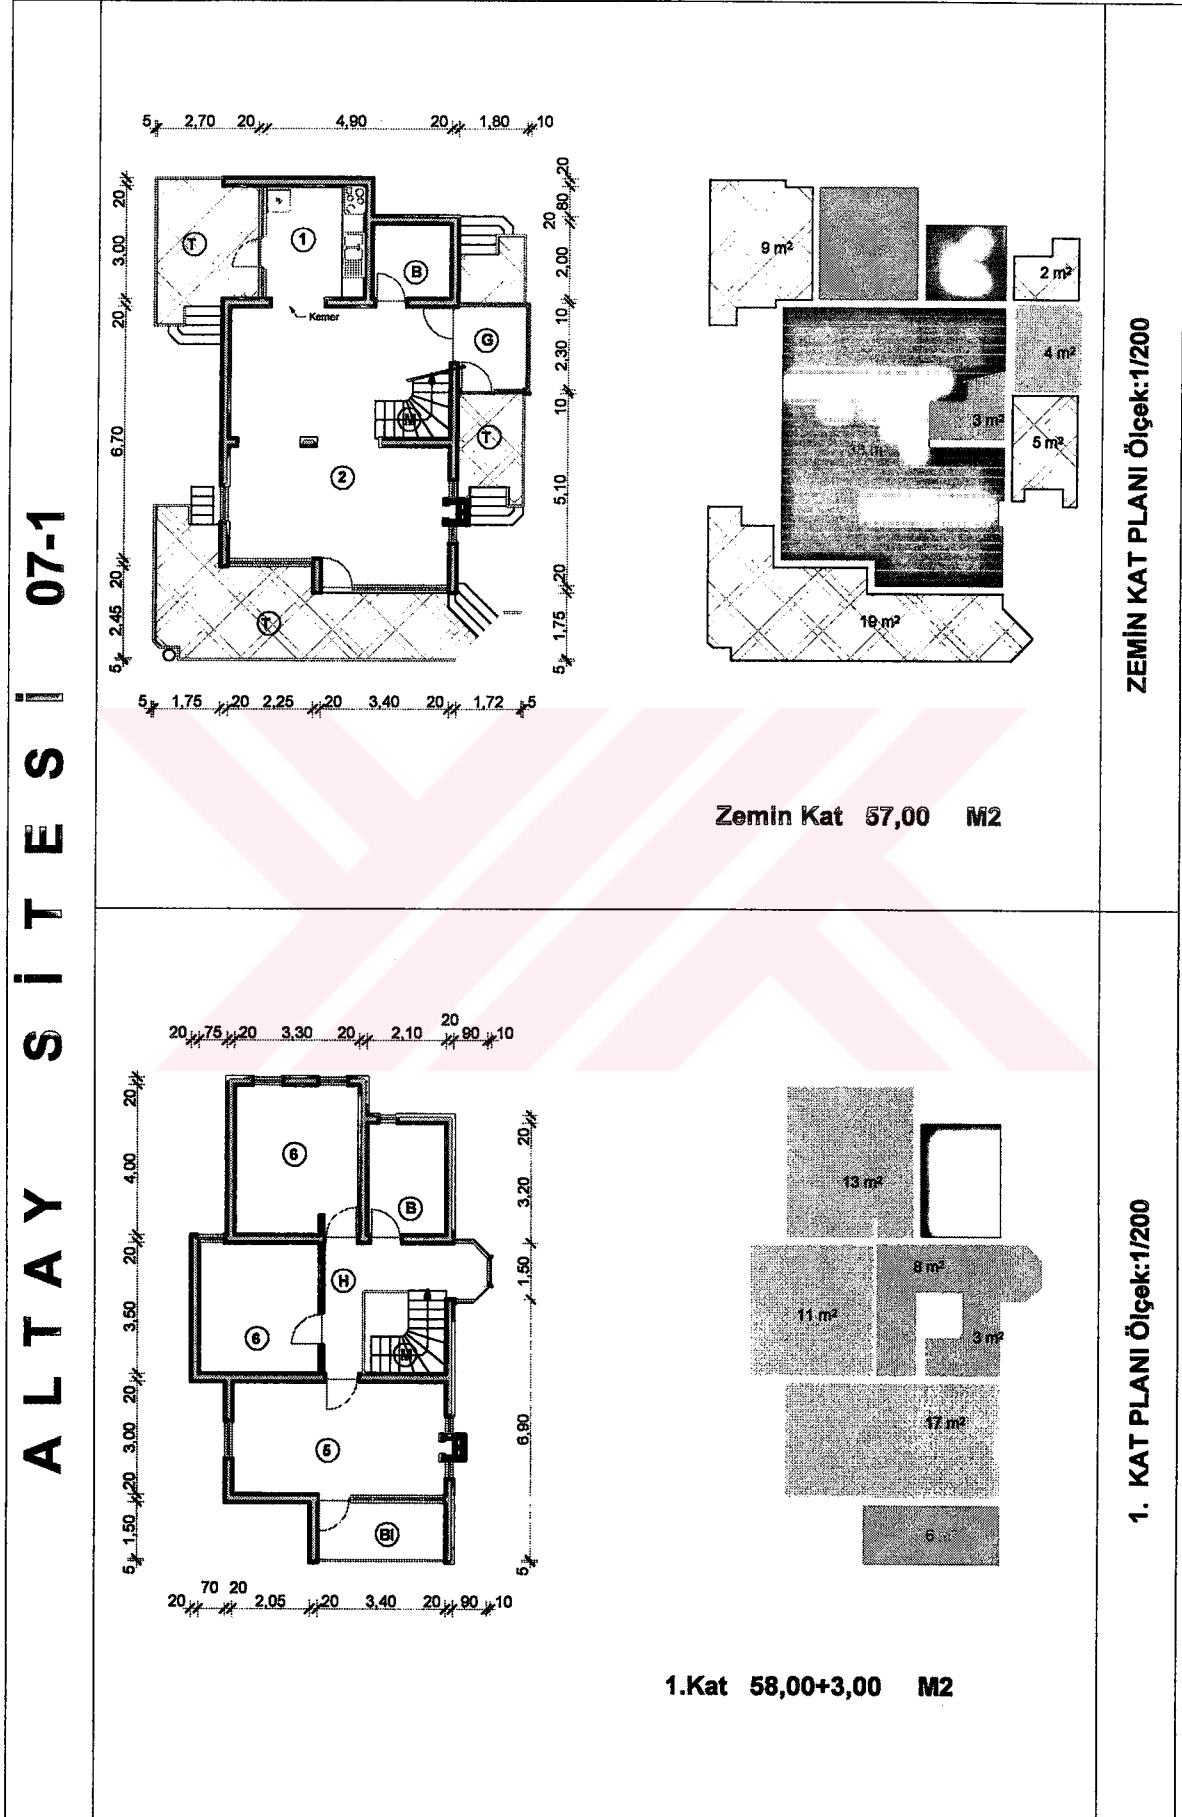 ALTAY SİTESİ 07-1
5 2,70 20 4,90 20 1,80 10
20 3.00 20 6.70 20 2.45 5
20 80 20 2,00 10 2.30 10 5,10 20 1.75 5
T 1 B
Kemer
G
M
T
2
T
5 1,75 20 2,25 20 3,40 20 1,72 5
9 m²
2 m²
4 m²
3 m²
5 m²
19 m²
Zemin Kat 57,00 M2
ZEMİN KAT PLANI Ölçek:1/200
20 75 20 3,30 20 2,10 20 90 10
20 4,00 20 3,50 20 3,00 20 1,50 5
20 3,20 1,50 6,90 5
6
B
H
6
M
5
Bl
20 70 20 2,05 20 3,40 20 90 10
13 m²
8 m²
11 m²
3 m²
17 m²
6 m²
1.Kat 58,00+3,00 M2
1. KAT PLANI Ölçek:1/200